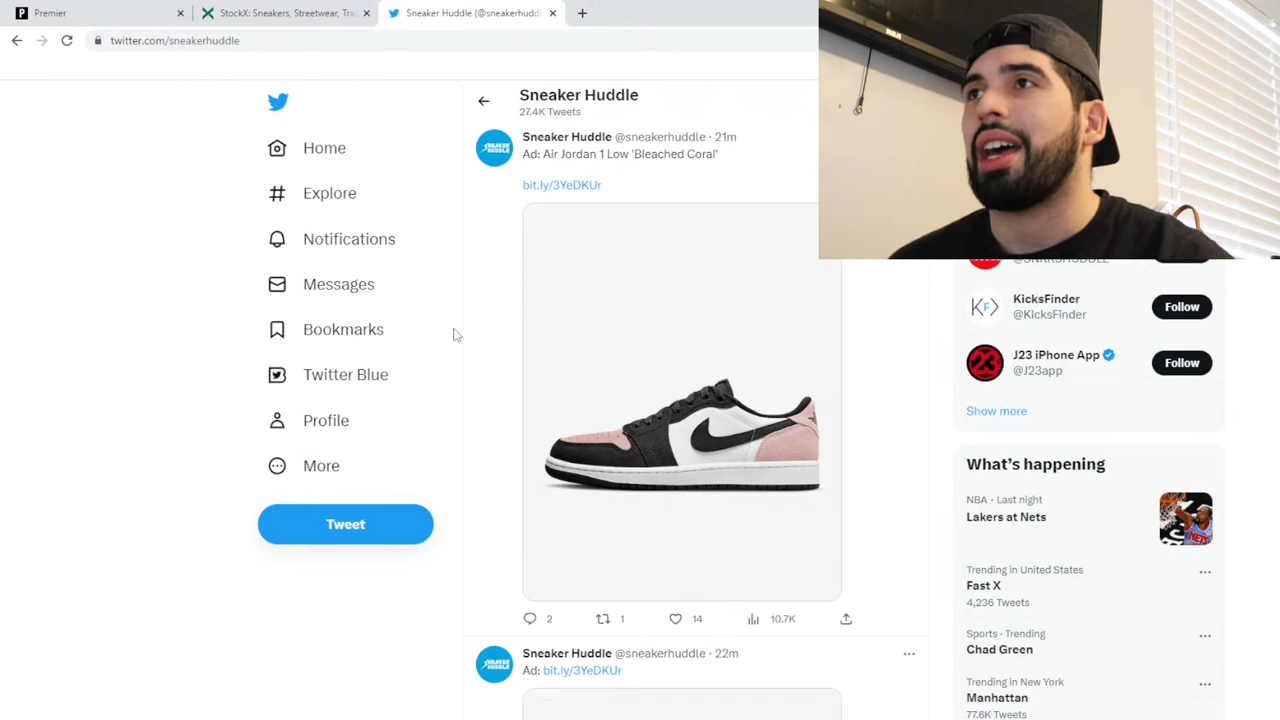 Premier
StockX: Sneakers, Streetwear, Tra
Sneaker Huddle (@sneakerhuddl
twitter.com/sneakerhuddle
RCA
Sneaker Huddle
27.4K Tweets
Home
Explore
Notifications
Messages
Bookmarks
Twitter Blue
Profile
More
Tweet
Sneaker Huddle @sneakerhuddle · 21m
Ad: Air Jordan 1 Low 'Bleached Coral'
bit.ly/3YeDKUr
2
1
14
10.7K
Sneaker Huddle @sneakerhuddle · 22m
Ad: bit.ly/3YeDKUr
@SNKRSHUDDLE
KicksFinder
@KicksFinder
Follow
J23 iPhone App
@J23app
Follow
Show more
What's happening
NBA · Last night
Lakers at Nets
Trending in United States
Fast X
4,236 Tweets
Sports · Trending
Chad Green
Trending in New York
Manhattan
77.6K Tweets